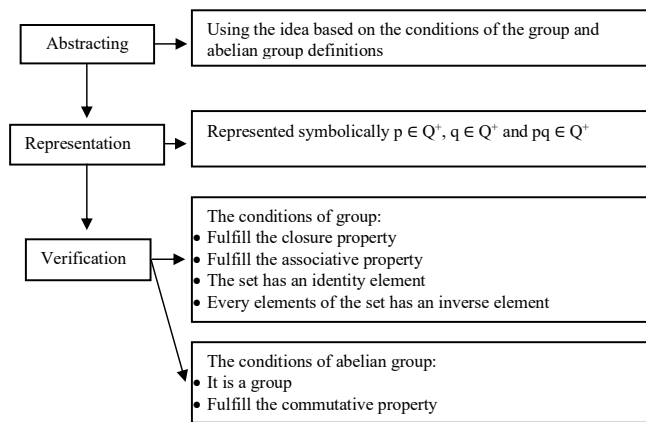 Abstracting
Using the idea based on the conditions of the group and
abelian group definitions
Representation
Represented symbolically p ∈ Q⁺, q ∈ Q⁺ and pq ∈ Q⁺
Verification
The conditions of group:
• Fulfill the closure property
• Fulfill the associative property
• The set has an identity element
• Every elements of the set has an inverse element
The conditions of abelian group:
• It is a group
• Fulfill the commutative property